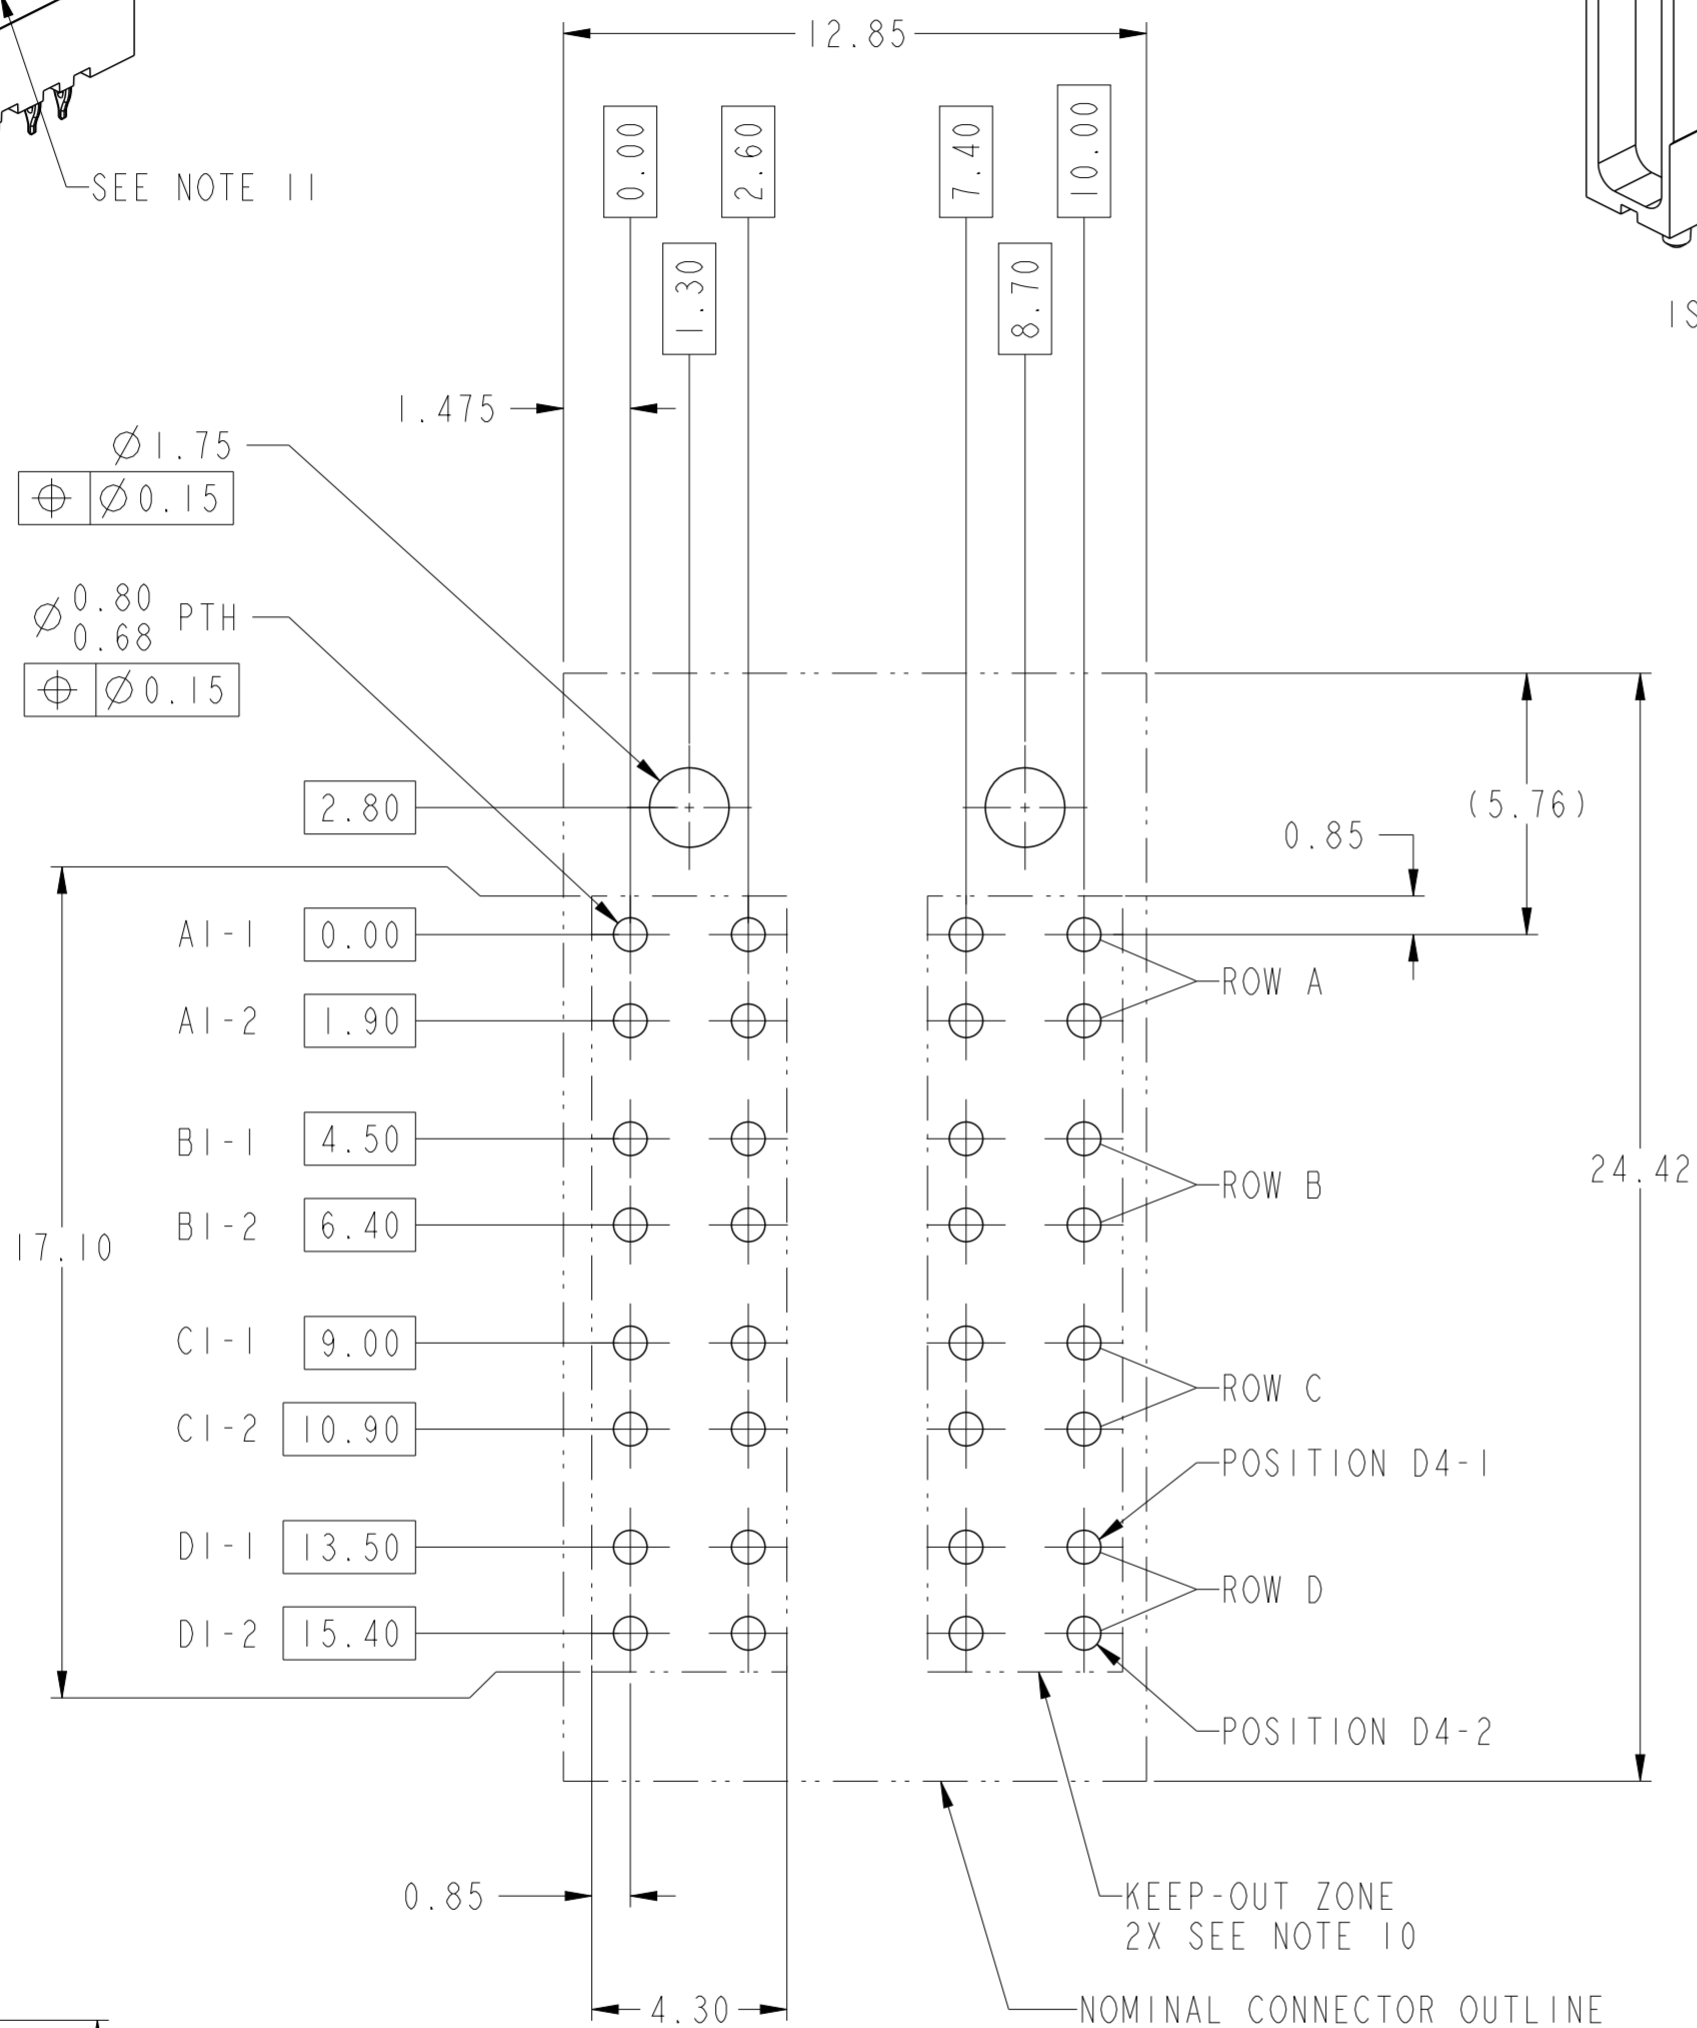 12.85
0.00
2.60
7.40
10.00
SEE NOTE 11
1.30
8.70
IS
1.475
Ø1.75
⌖ Ø0.15
Ø 0.80
0.68 PTH
⌖ Ø0.15
2.80
(5.76)
0.85
A1-1 0.00
ROW A
A1-2 1.90
B1-1 4.50
ROW B
24.42
B1-2 6.40
17.10
C1-1 9.00
ROW C
C1-2 10.90
POSITION D4-1
D1-1 13.50
ROW D
D1-2 15.40
POSITION D4-2
0.85
KEEP-OUT ZONE
2X SEE NOTE 10
4.30
NOMINAL CONNECTOR OUTLINE